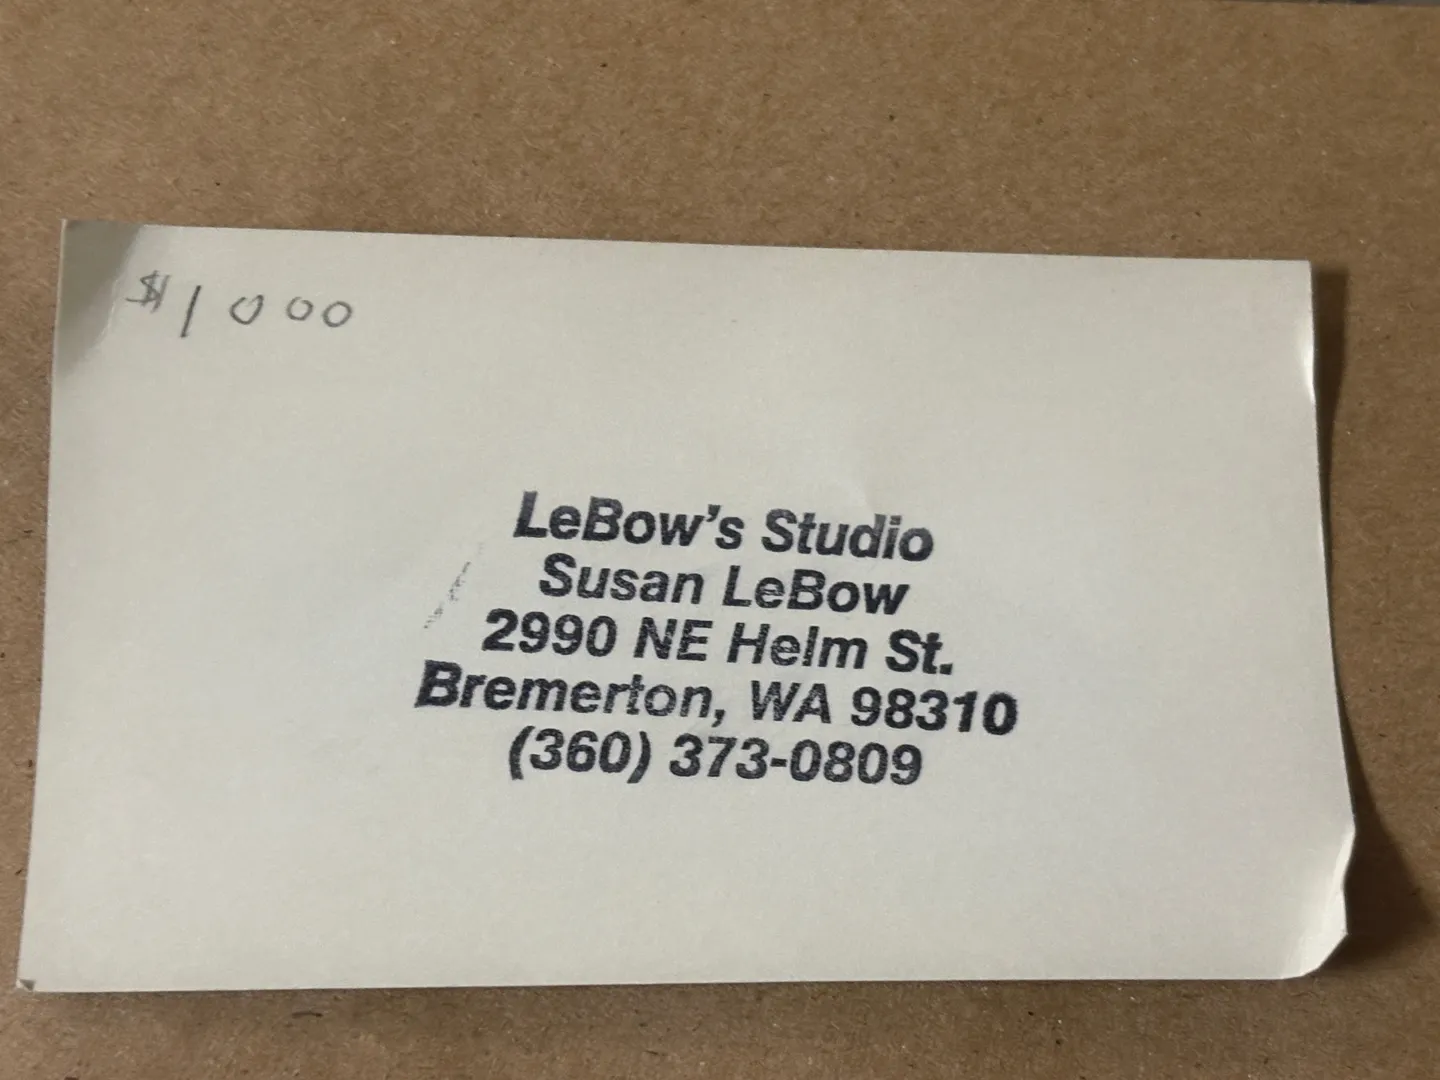 $1000
LeBow's Studio
Susan LeBow
2990 NE Helm St.
Bremerton, WA 98310
(360) 373-0809